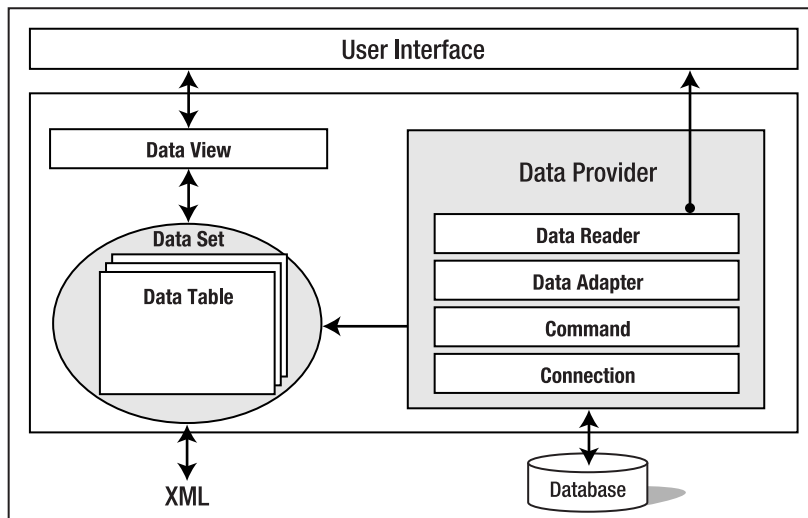 User Interface
Data View
Data Provider
Data Set
Data Table
Data Reader
Data Adapter
Command
Connection
XML
Database